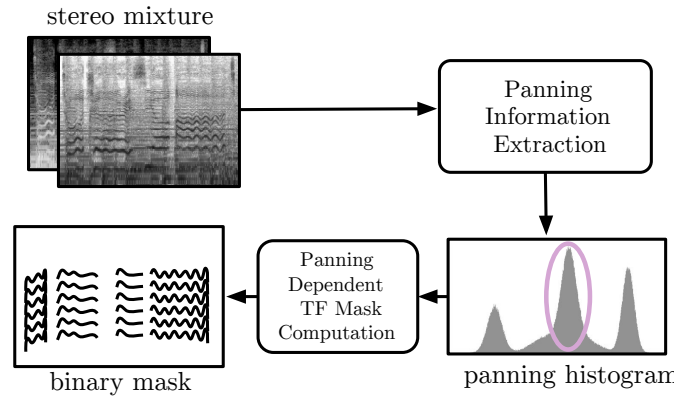 stereo mixture
Panning
Information
Extraction
Panning
Dependent
TF Mask
Computation
binary mask
panning histogram